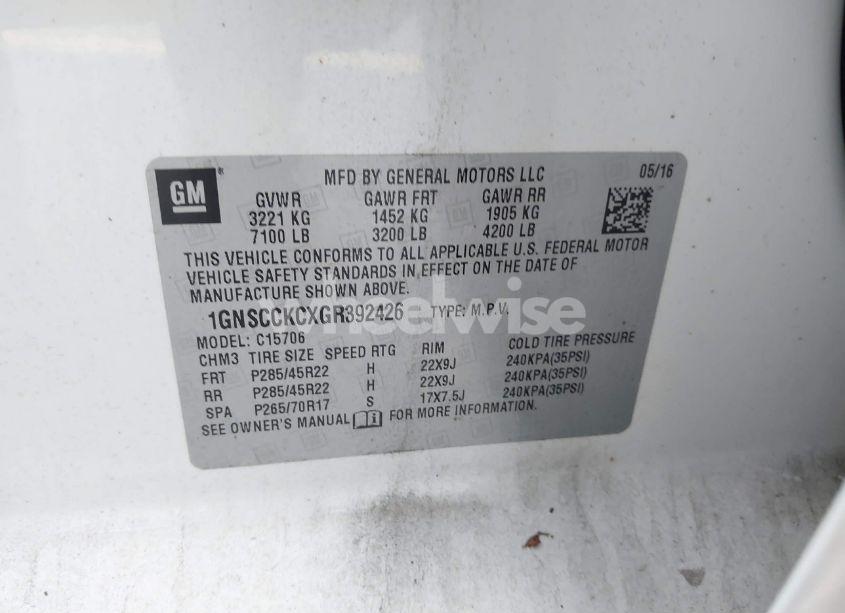 GM
MFD BY GENERAL MOTORS LLC 05/16
GVWR GAWR FRT GAWR RR
3221 KG 1452 KG 1905 KG
7100 LB 3200 LB 4200 LB
THIS VEHICLE CONFORMS TO ALL APPLICABLE U.S. FEDERAL MOTOR
VEHICLE SAFETY STANDARDS IN EFFECT ON THE DATE OF
MANUFACTURE SHOWN ABOVE.
1GNSCCKCXGR392426 TYPE: M.P.V.
wheelwise
MODEL: C15706
CHM3 TIRE SIZE SPEED RTG RIM COLD TIRE PRESSURE
FRT P285/45R22 H 22X9J 240KPA(35PSI)
RR P285/45R22 H 22X9J 240KPA(35PSI)
SPA P265/70R17 S 17X7.5J 240KPA(35PSI)
SEE OWNER'S MANUAL FOR MORE INFORMATION.